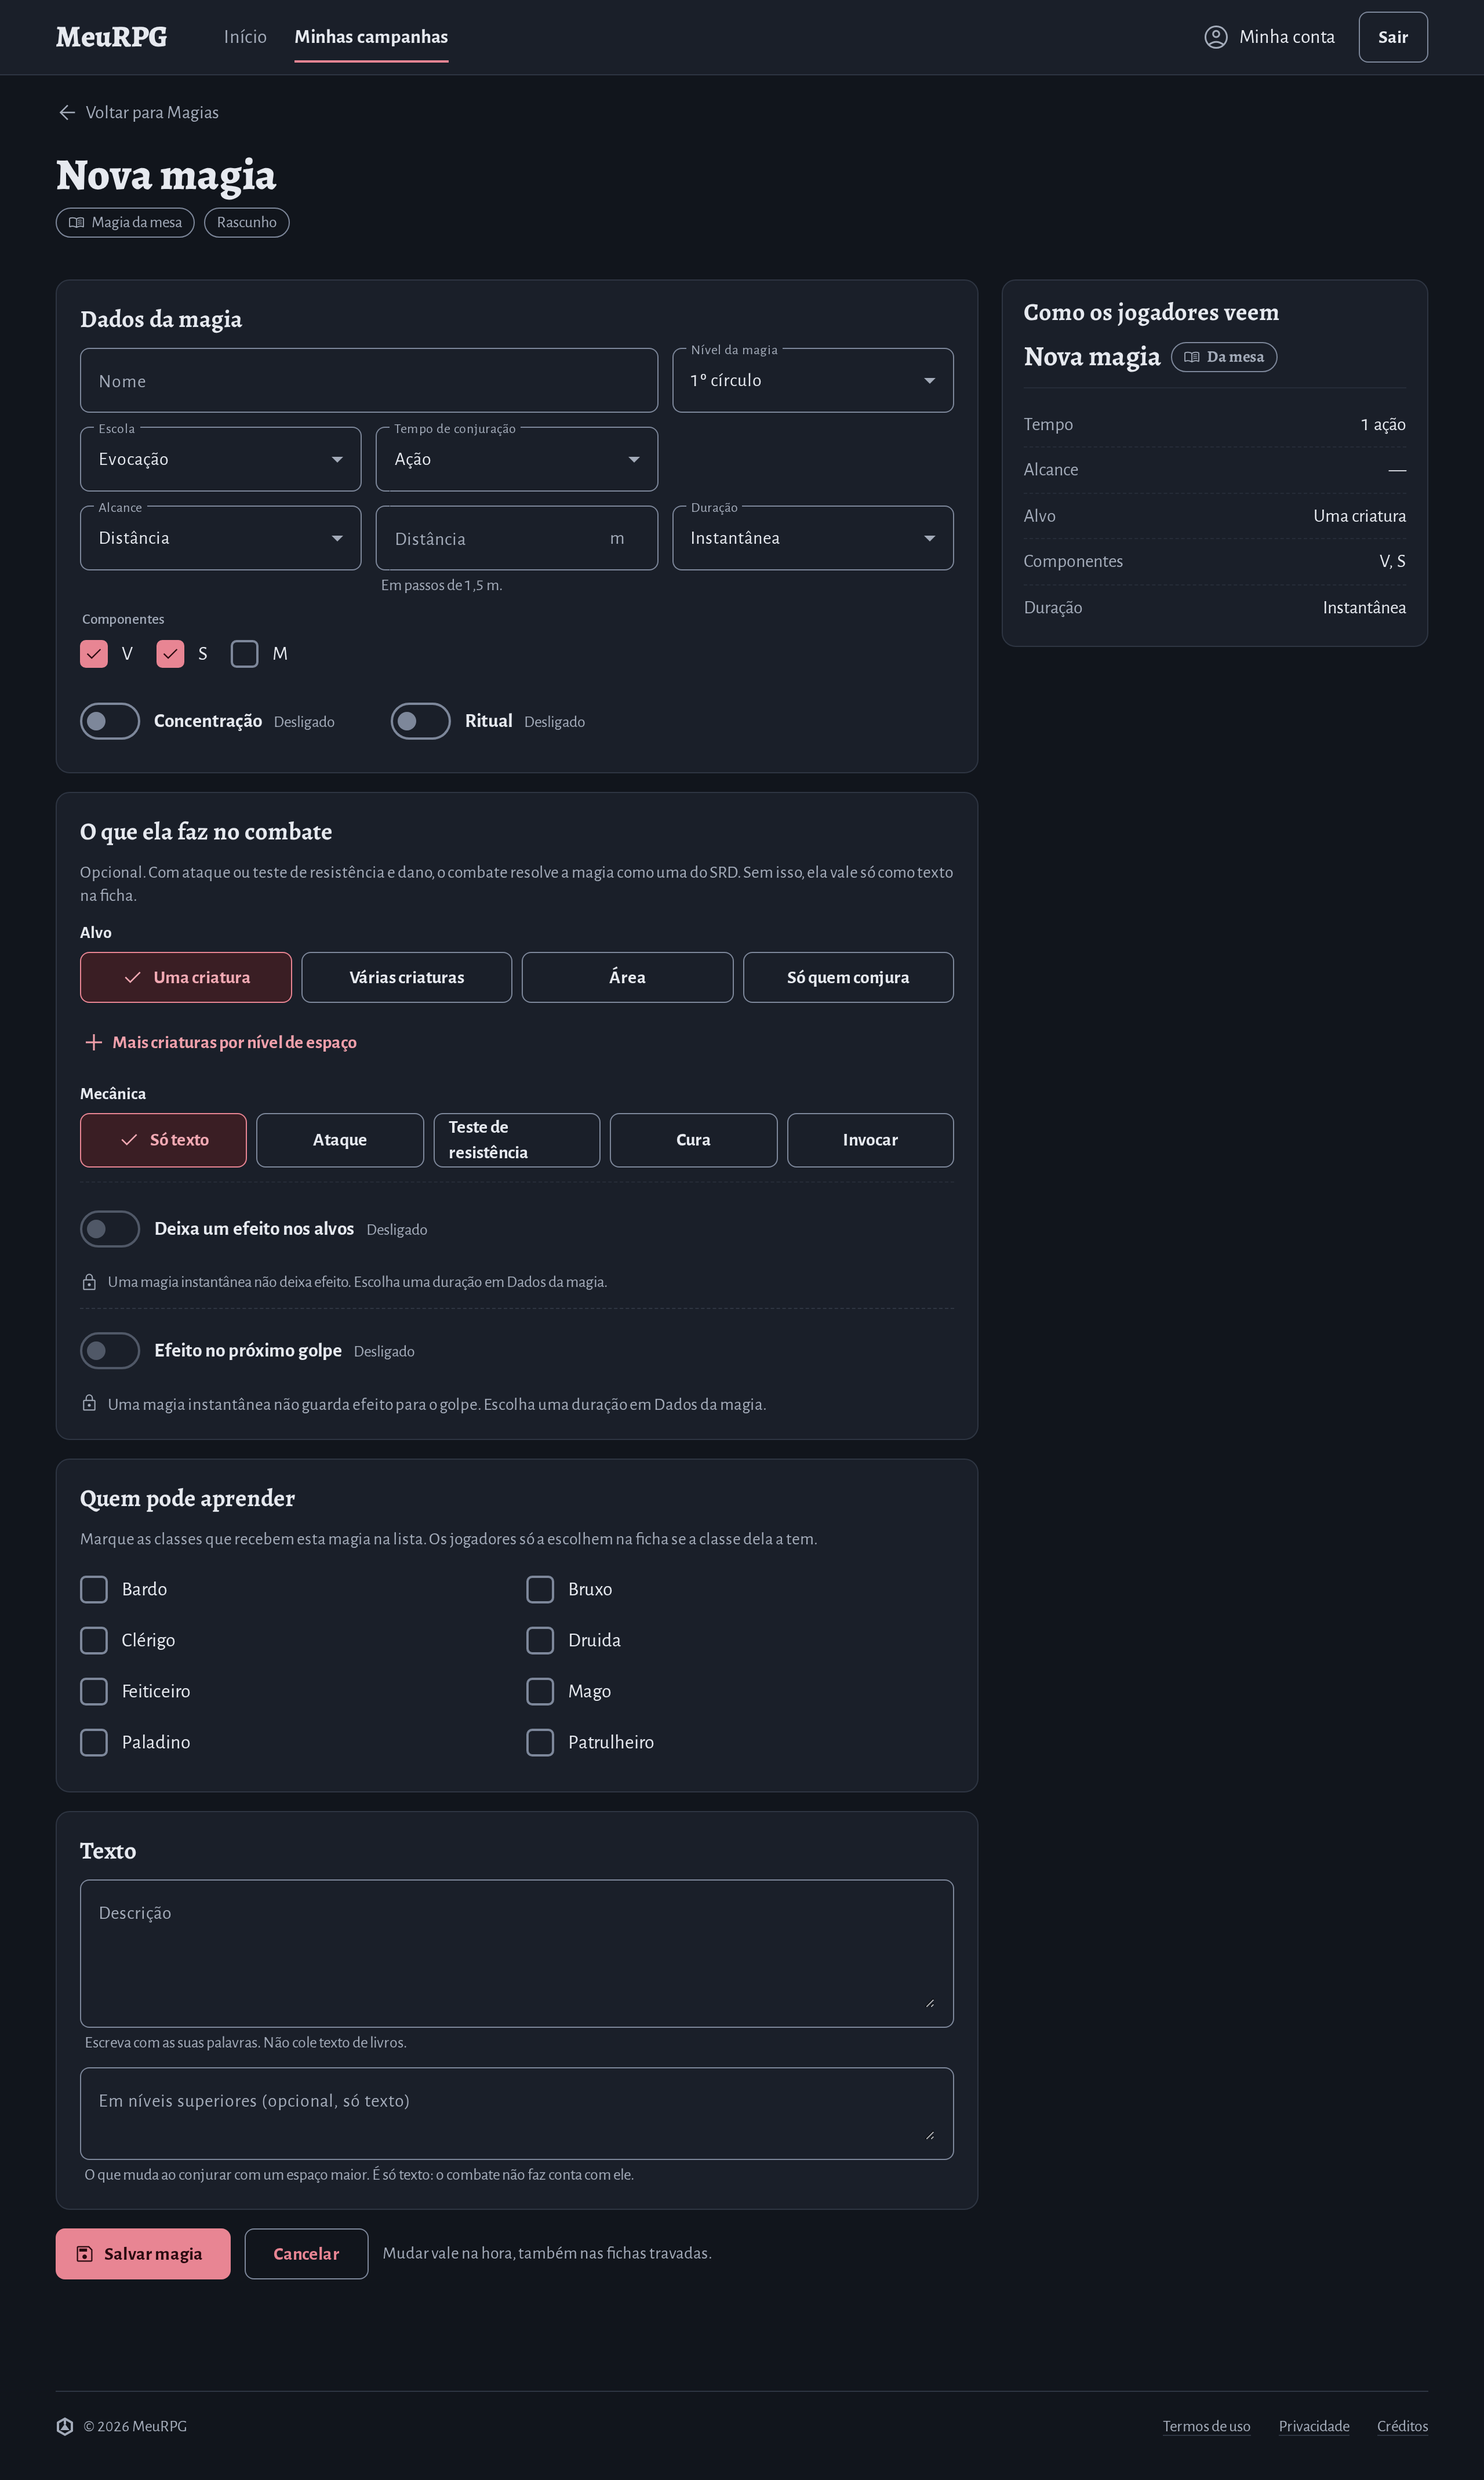 MeuRPG
Início
Minhas campanhas
Minha conta
Sair
Voltar para Magias
Nova magia
Magia da mesa
Rascunho
Dados da magia
Nome
Nível da magia
1º círculo
Escola
Evocação
Tempo de conjuração
Ação
Alcance
Distância
Distância
m
Em passos de 1,5 m.
Duração
Instantânea
Componentes
V
S
M
Concentração Desligado
Ritual Desligado
Como os jogadores veem
Nova magia
Da mesa
Tempo 1 ação
Alcance —
Alvo Uma criatura
Componentes V, S
Duração Instantânea
O que ela faz no combate
Opcional. Com ataque ou teste de resistência e dano, o combate resolve a magia como uma do SRD. Sem isso, ela vale só como texto
na ficha.
Alvo
Uma criatura
Várias criaturas
Área
Só quem conjura
Mais criaturas por nível de espaço
Mecânica
Só texto
Ataque
Teste de
resistência
Cura
Invocar
Deixa um efeito nos alvos Desligado
Uma magia instantânea não deixa efeito. Escolha uma duração em Dados da magia.
Efeito no próximo golpe Desligado
Uma magia instantânea não guarda efeito para o golpe. Escolha uma duração em Dados da magia.
Quem pode aprender
Marque as classes que recebem esta magia na lista. Os jogadores só a escolhem na ficha se a classe dela a tem.
Bardo
Bruxo
Clérigo
Druida
Feiticeiro
Mago
Paladino
Patrulheiro
Texto
Descrição
Escreva com as suas palavras. Não cole texto de livros.
Em níveis superiores (opcional, só texto)
O que muda ao conjurar com um espaço maior. É só texto: o combate não faz conta com ele.
Salvar magia
Cancelar
Mudar vale na hora, também nas fichas travadas.
© 2026 MeuRPG
Termos de uso
Privacidade
Créditos